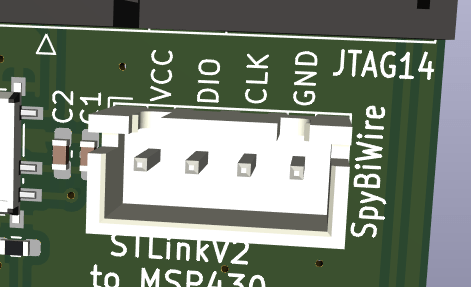 JTAG14
VCC
DIO
CLK
GND
C2
C1
SpyBiWire
STLinkV2
to MSP430